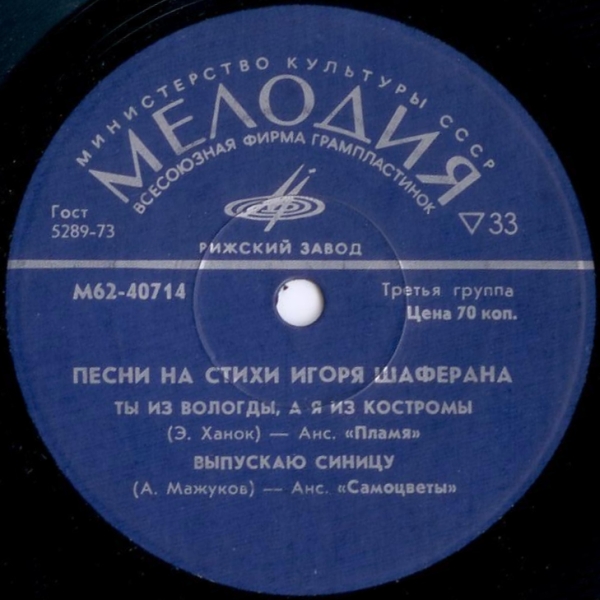 МИНИСТЕРСТВО КУЛЬТУРЫ СССР
МЕЛОДИЯ
ВСЕСОЮЗНАЯ ФИРМА ГРАМПЛАСТИНОК
Гост
5289-73
▽33
РИЖСКИЙ ЗАВОД
М62-40714
Третья группа
Цена 70 коп.
ПЕСНИ НА СТИХИ ИГОРЯ ШАФЕРАНА
ТЫ ИЗ ВОЛОГДЫ, А Я ИЗ КОСТРОМЫ
(Э. Ханок) — Анс. «Пламя»
ВЫПУСКАЮ СИНИЦУ
(А. Мажуков) — Анс. «Самоцветы»